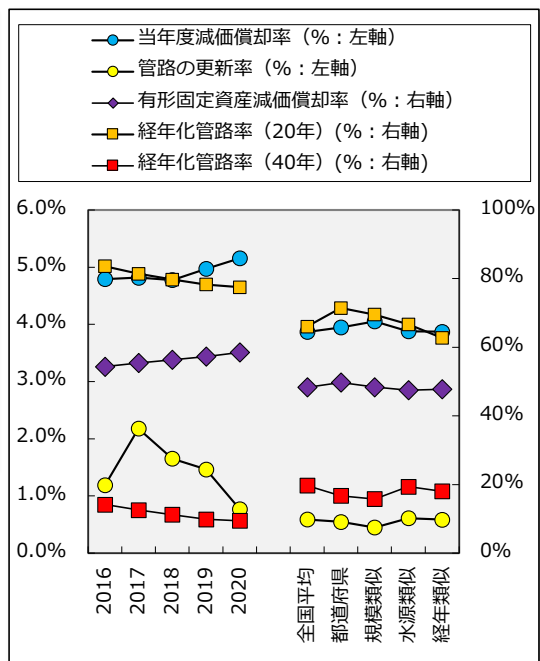 当年度減価償却率（%：左軸）
管路の更新率（%：左軸）
有形固定資産減価償却率（%：右軸）
経年化管路率（20年）(%：右軸)
経年化管路率（40年）(%：右軸)
6.0%
5.0%
4.0%
3.0%
2.0%
1.0%
0.0%
100%
80%
60%
40%
20%
0%
2016
2017
2018
2019
2020
全国平均
都道府県
規模類似
水源類似
経年類似